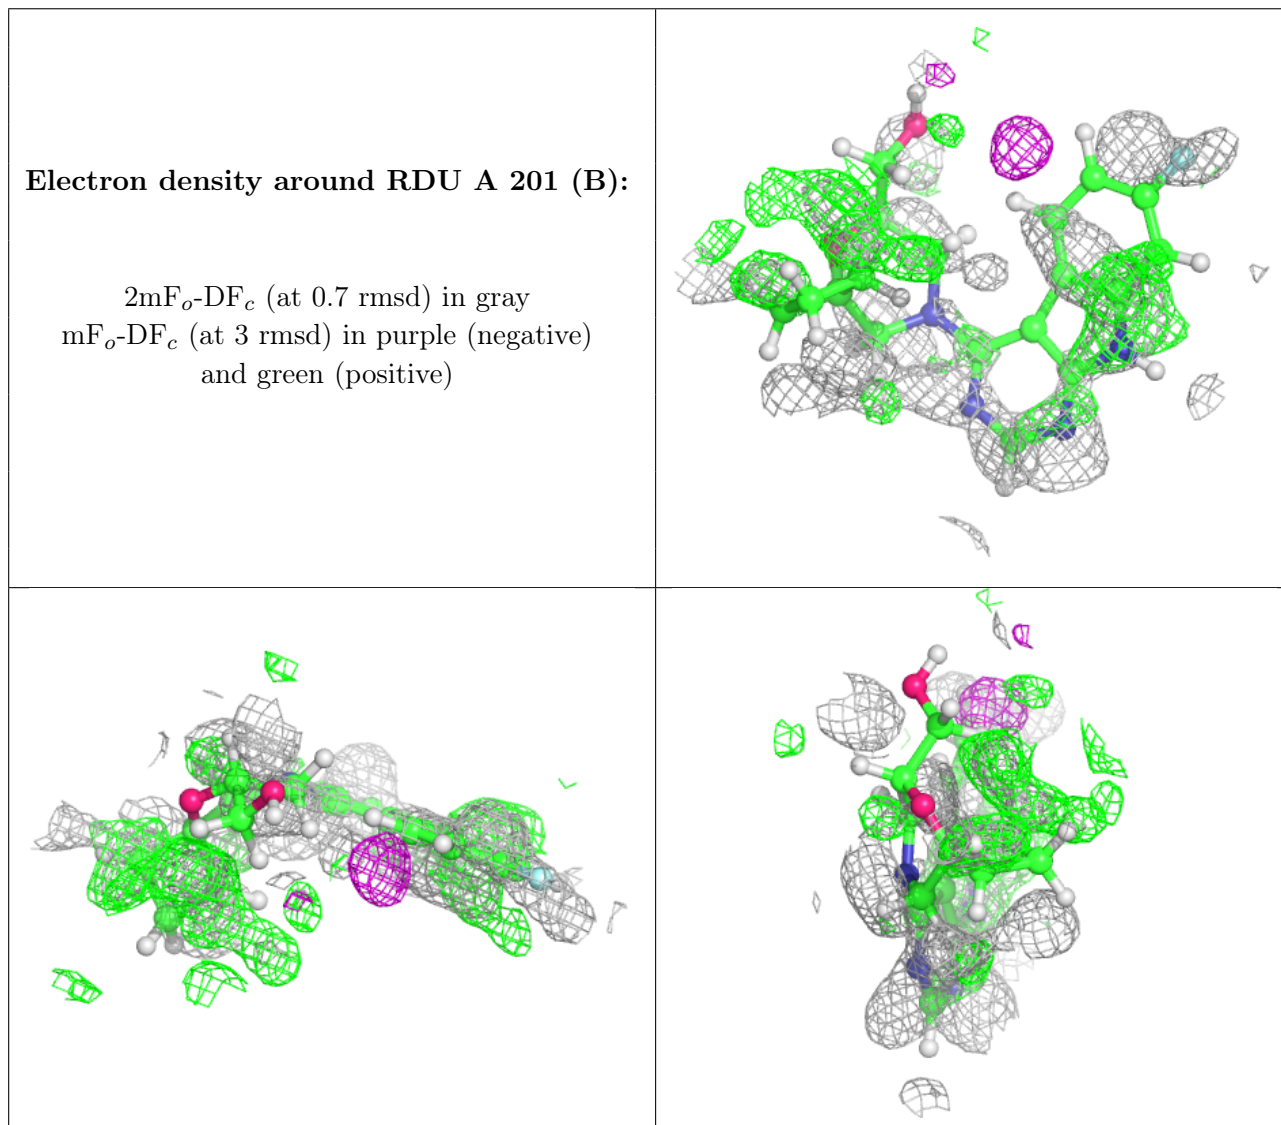 Electron density around RDU A 201 (B):
2mFₒ-DF𝒸 (at 0.7 rmsd) in gray
mFₒ-DF𝒸 (at 3 rmsd) in purple (negative)
and green (positive)